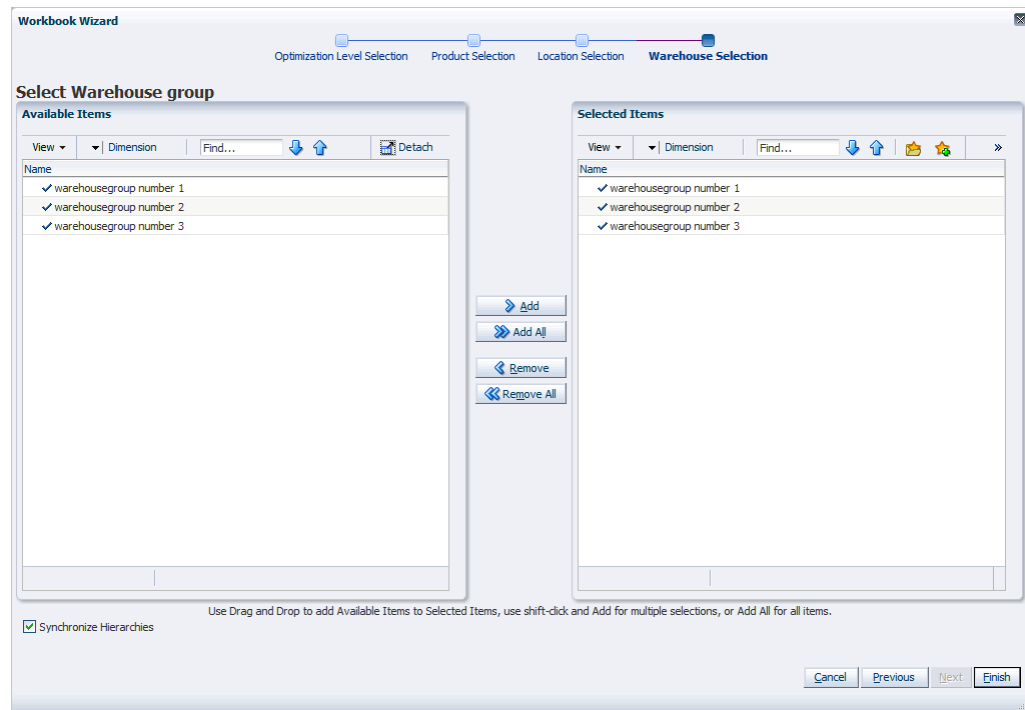 Workbook Wizard
Optimization Level Selection Product Selection Location Selection Warehouse Selection
Select Warehouse group
Available Items
View Dimension Find... Detach
Name
warehousegroup number 1
warehousegroup number 2
warehousegroup number 3
Add
Add All
Remove
Remove All
Selected Items
View Dimension Find... »
Name
warehousegroup number 1
warehousegroup number 2
warehousegroup number 3
Use Drag and Drop to add Available Items to Selected Items, use shift-click and Add for multiple selections, or Add All for all items.
Synchronize Hierarchies
Cancel Previous Next Finish